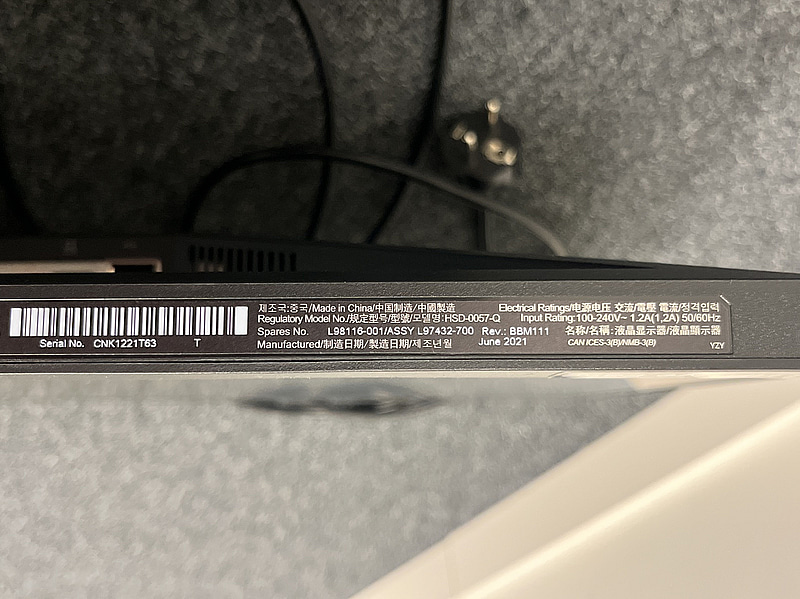 제조국:중국/Made in China/中国制造/中國製造
Regulatory Model No./规定型号/型號/모델명:HSD-0057-Q
Spares No. L98116-001/ASSY L97432-700 Rev.: BBM111
Manufactured/制造日期/製造日期/제조년월 June 2021
Serial No. CNK1221T63 T
Electrical Ratings/电源电压 交流/電壓 電流/정격입력
Input Rating:100-240V~ 1.2A(1,2A) 50/60Hz
名称/名稱:液晶显示器/液晶顯示器
CAN ICES-3(B)/NMB-3(B)
YZY